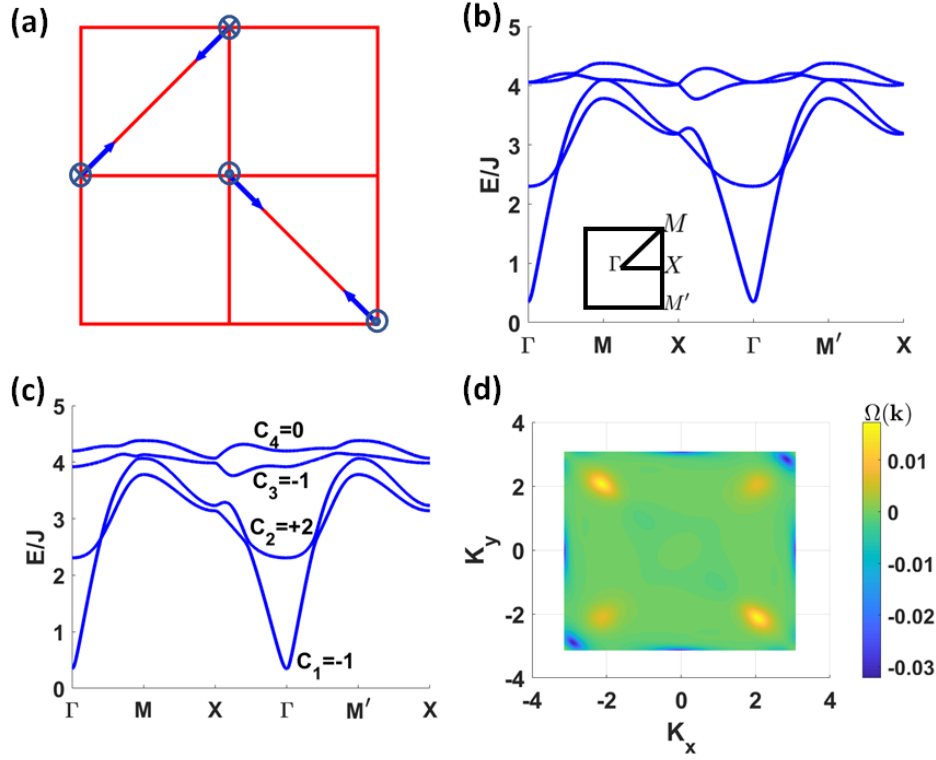 (a)
(b)
E/J
5
4
3
2
1
0
Γ M X Γ M′ X
M
Γ X
M′
(c)
E/J
5
4
3
2
1
0
C₄=0
C₃=-1
C₂=+2
C₁=-1
Γ M X Γ M′ X
(d)
K_y
4
2
0
-2
-4
-4 -2 0 2 4
K_x
Ω(k)
0.01
0
-0.01
-0.02
-0.03